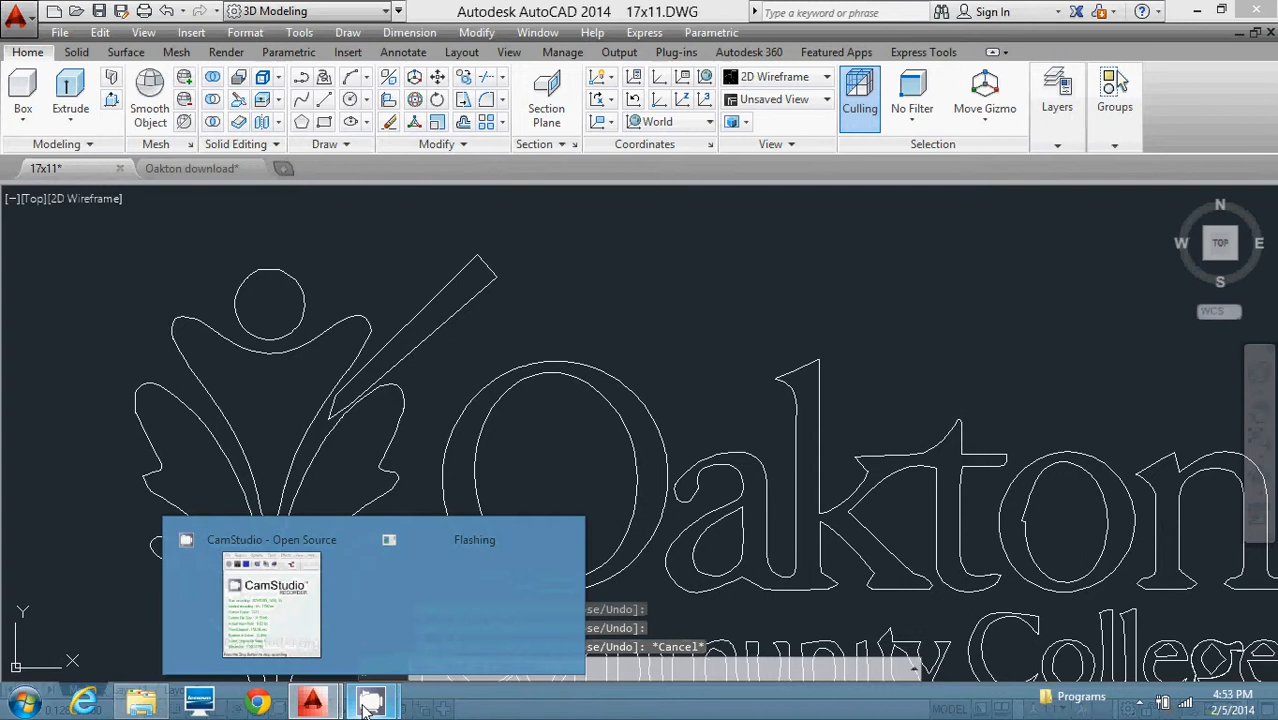 3D Modeling
Autodesk AutoCAD 2014 17x11.DWG
Type a keyword or phrase
Sign In
File Edit View Insert Format Tools Draw Dimension Modify Window Help Express Parametric
Home Solid Surface Mesh Render Parametric Insert Annotate Layout View Plug-ins Manage Output Autodesk 360 Featured Apps Express Tools
Box
Extrude
Smooth
Object
Section
Plane
World
2D Wireframe
Unsaved View
Culling
No Filter
Move Gizmo
Layers
Groups
Modeling
Mesh
Solid Editing
Draw
Modify
Section
Coordinates
View
Selection
17x11*
Oakton download*
[−][Top][2D Wireframe]
N
W
TOP
E
S
WCS
Oakton
CamStudio - Open Source
Flashing
CamStudio
RECORDER
se/Undo]:
se/Undo]:
se/Undo]: *Cancel*
MODEL
Programs
4:53 PM
2/5/2014